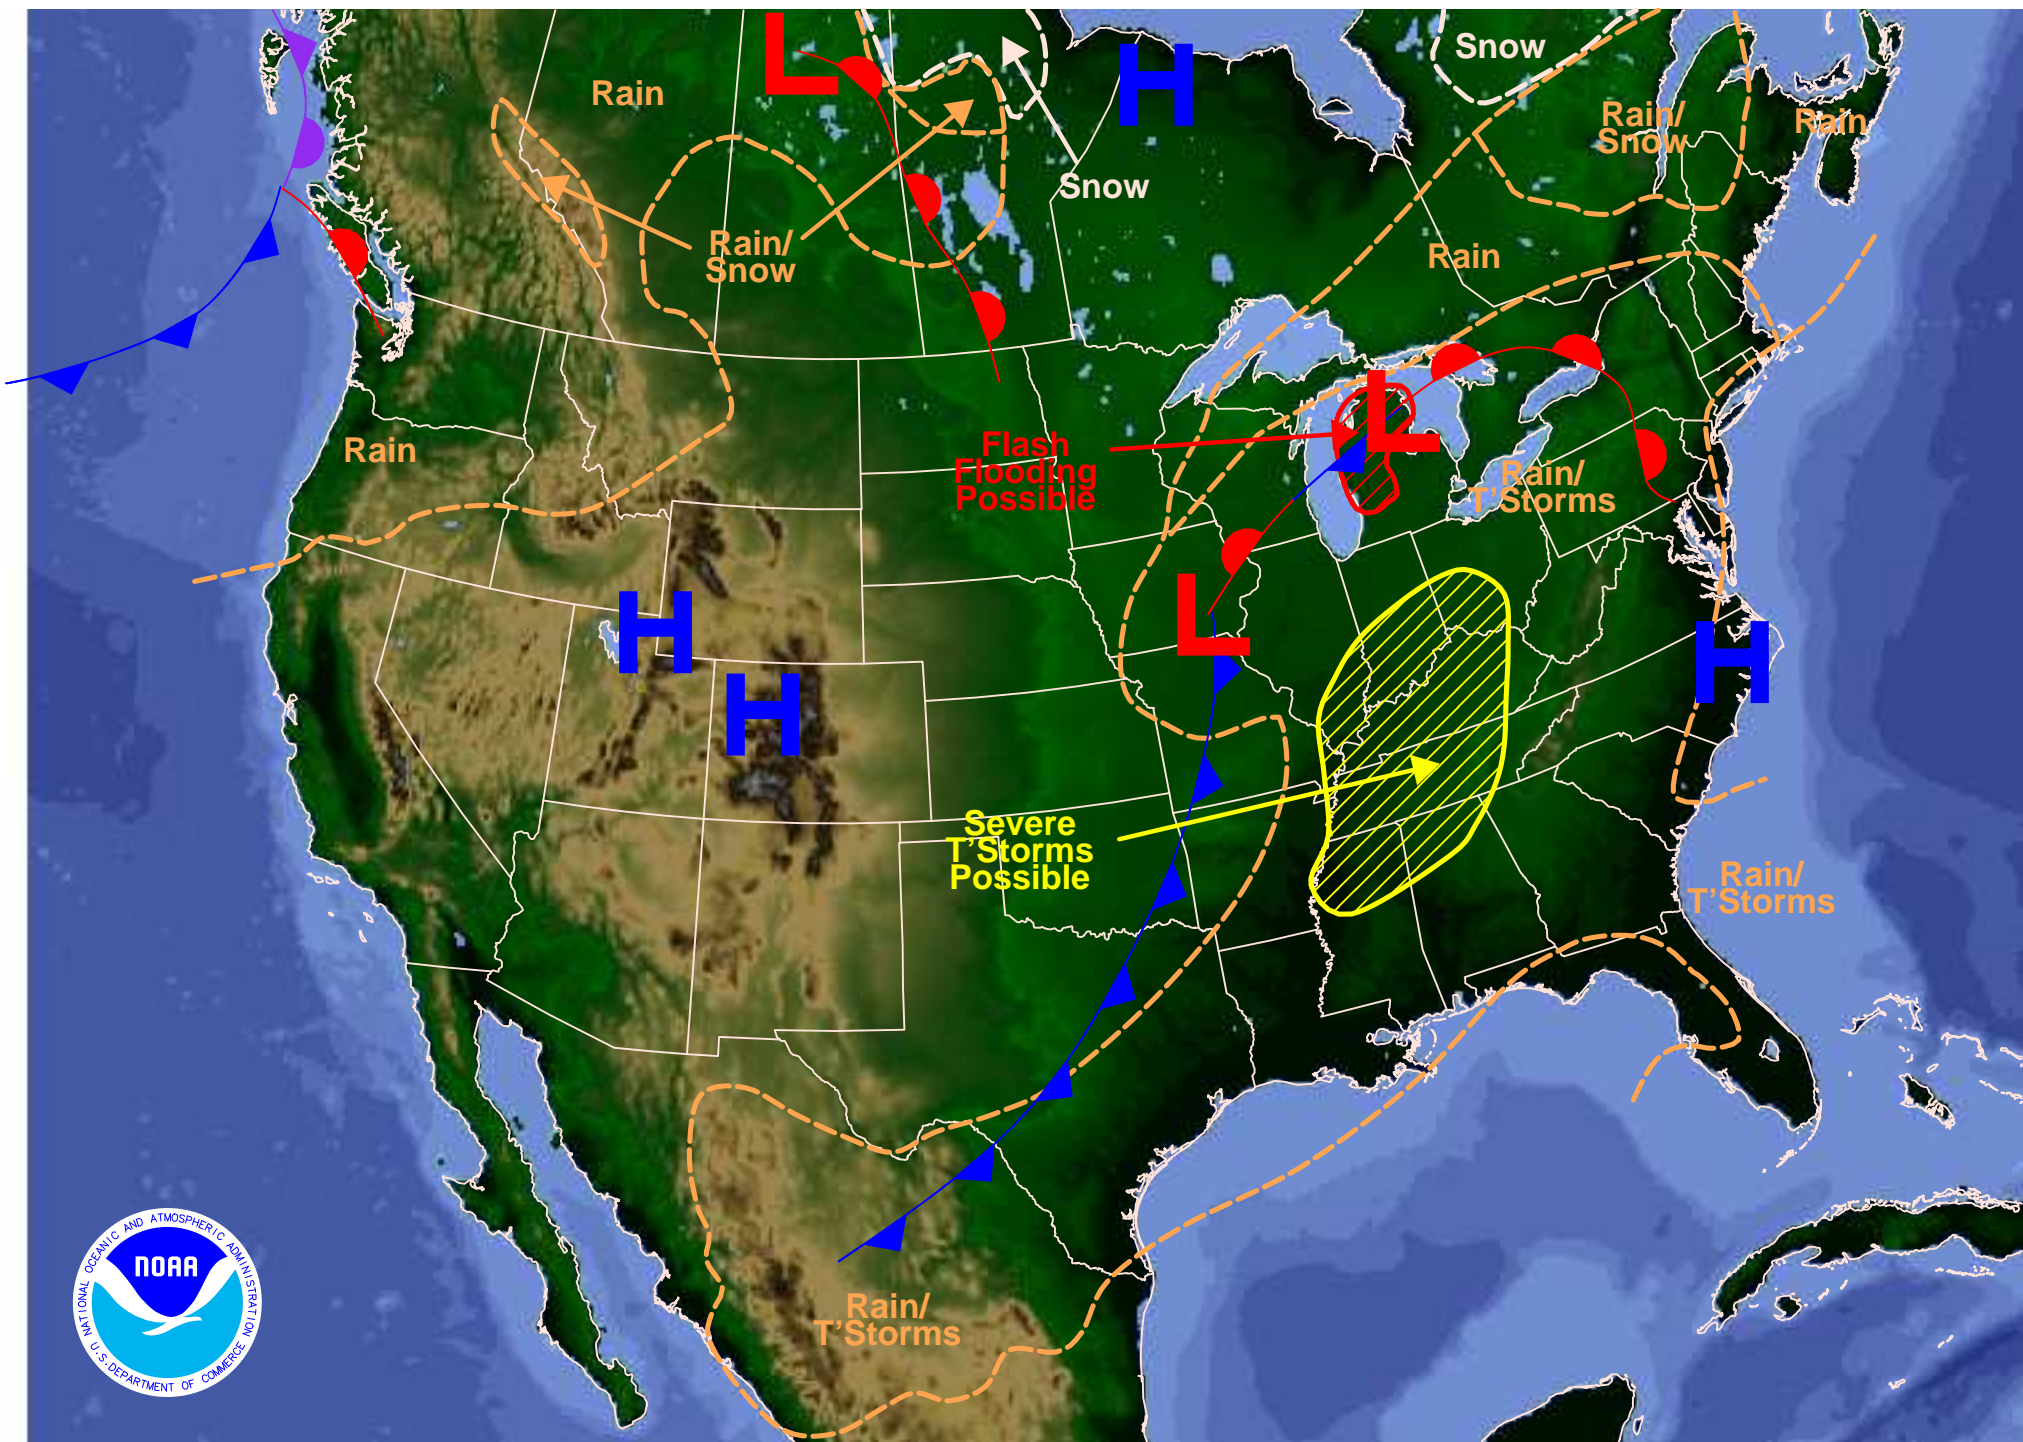 L
H
Snow
Rain
Rain/
Snow
Rain
Snow
Rain/
Snow
Rain
L
Rain
Flash
Flooding
Possible
Rain/
T'Storms
L
H
H
H
Severe
T'Storms
Possible
Rain/
T'Storms
Rain/
T'Storms
NATIONAL OCEANIC AND ATMOSPHERIC ADMINISTRATION
NOAA
U.S. DEPARTMENT OF COMMERCE